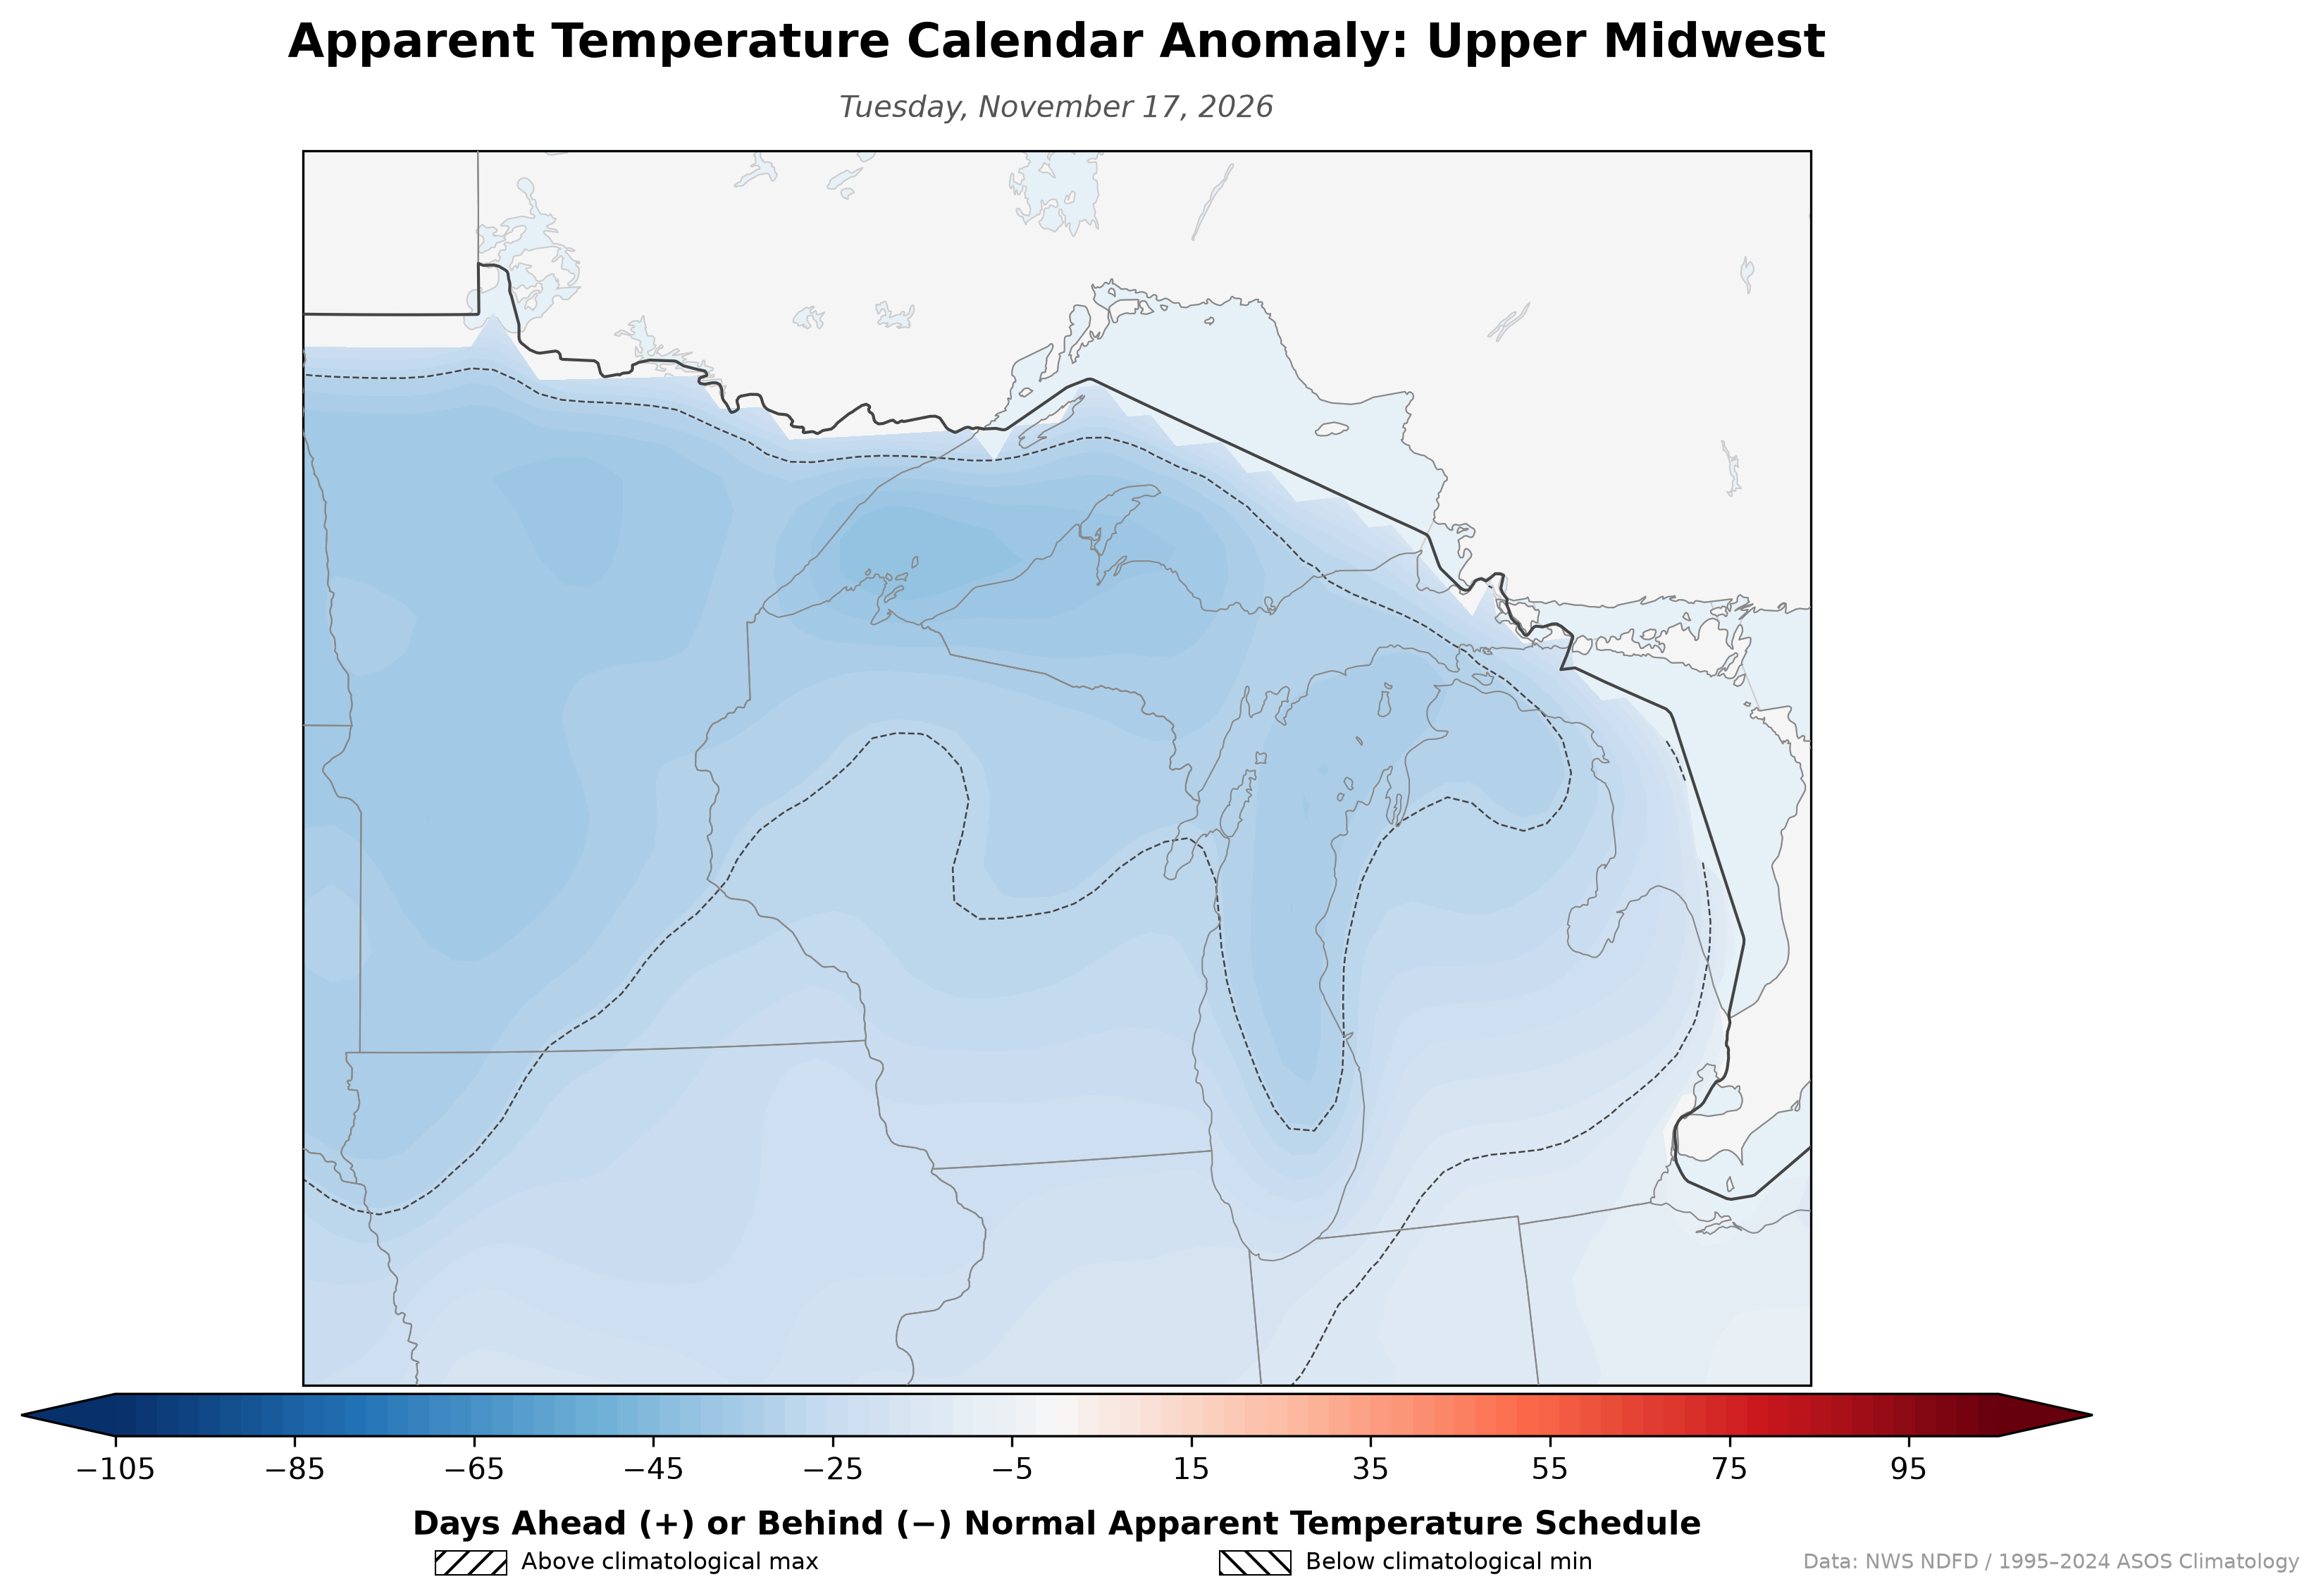 Apparent Temperature Calendar Anomaly: Upper Midwest
Tuesday, November 17, 2026
−105 −85 −65 −45 −25 −5 15 35 55 75 95
Days Ahead (+) or Behind (−) Normal Apparent Temperature Schedule
Above climatological max Below climatological min Data: NWS NDFD / 1995–2024 ASOS Climatology